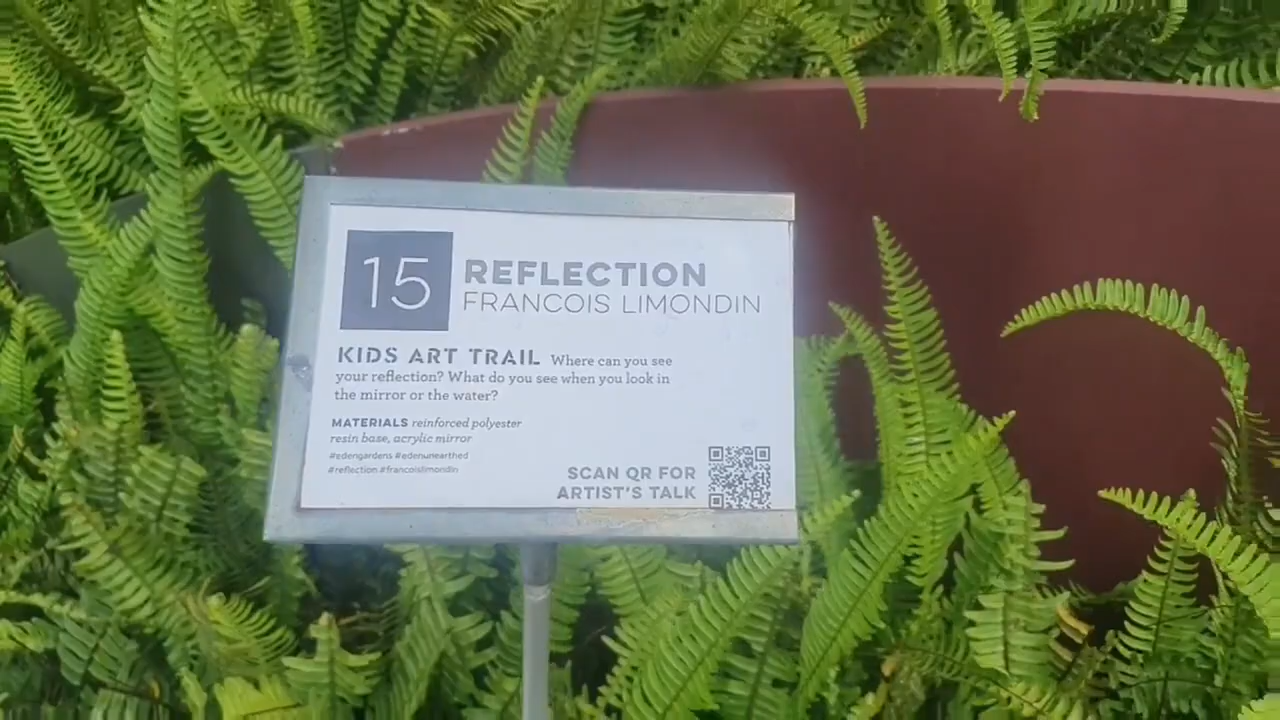 15
REFLECTION
FRANCOIS LIMONDIN
KIDS ART TRAIL Where can you see
your reflection? What do you see when you look in
the mirror or the water?
MATERIALS reinforced polyester
resin base, acrylic mirror
#edengardens #edenunearthed
#reflection #francoislimondin
SCAN QR FOR
ARTIST'S TALK